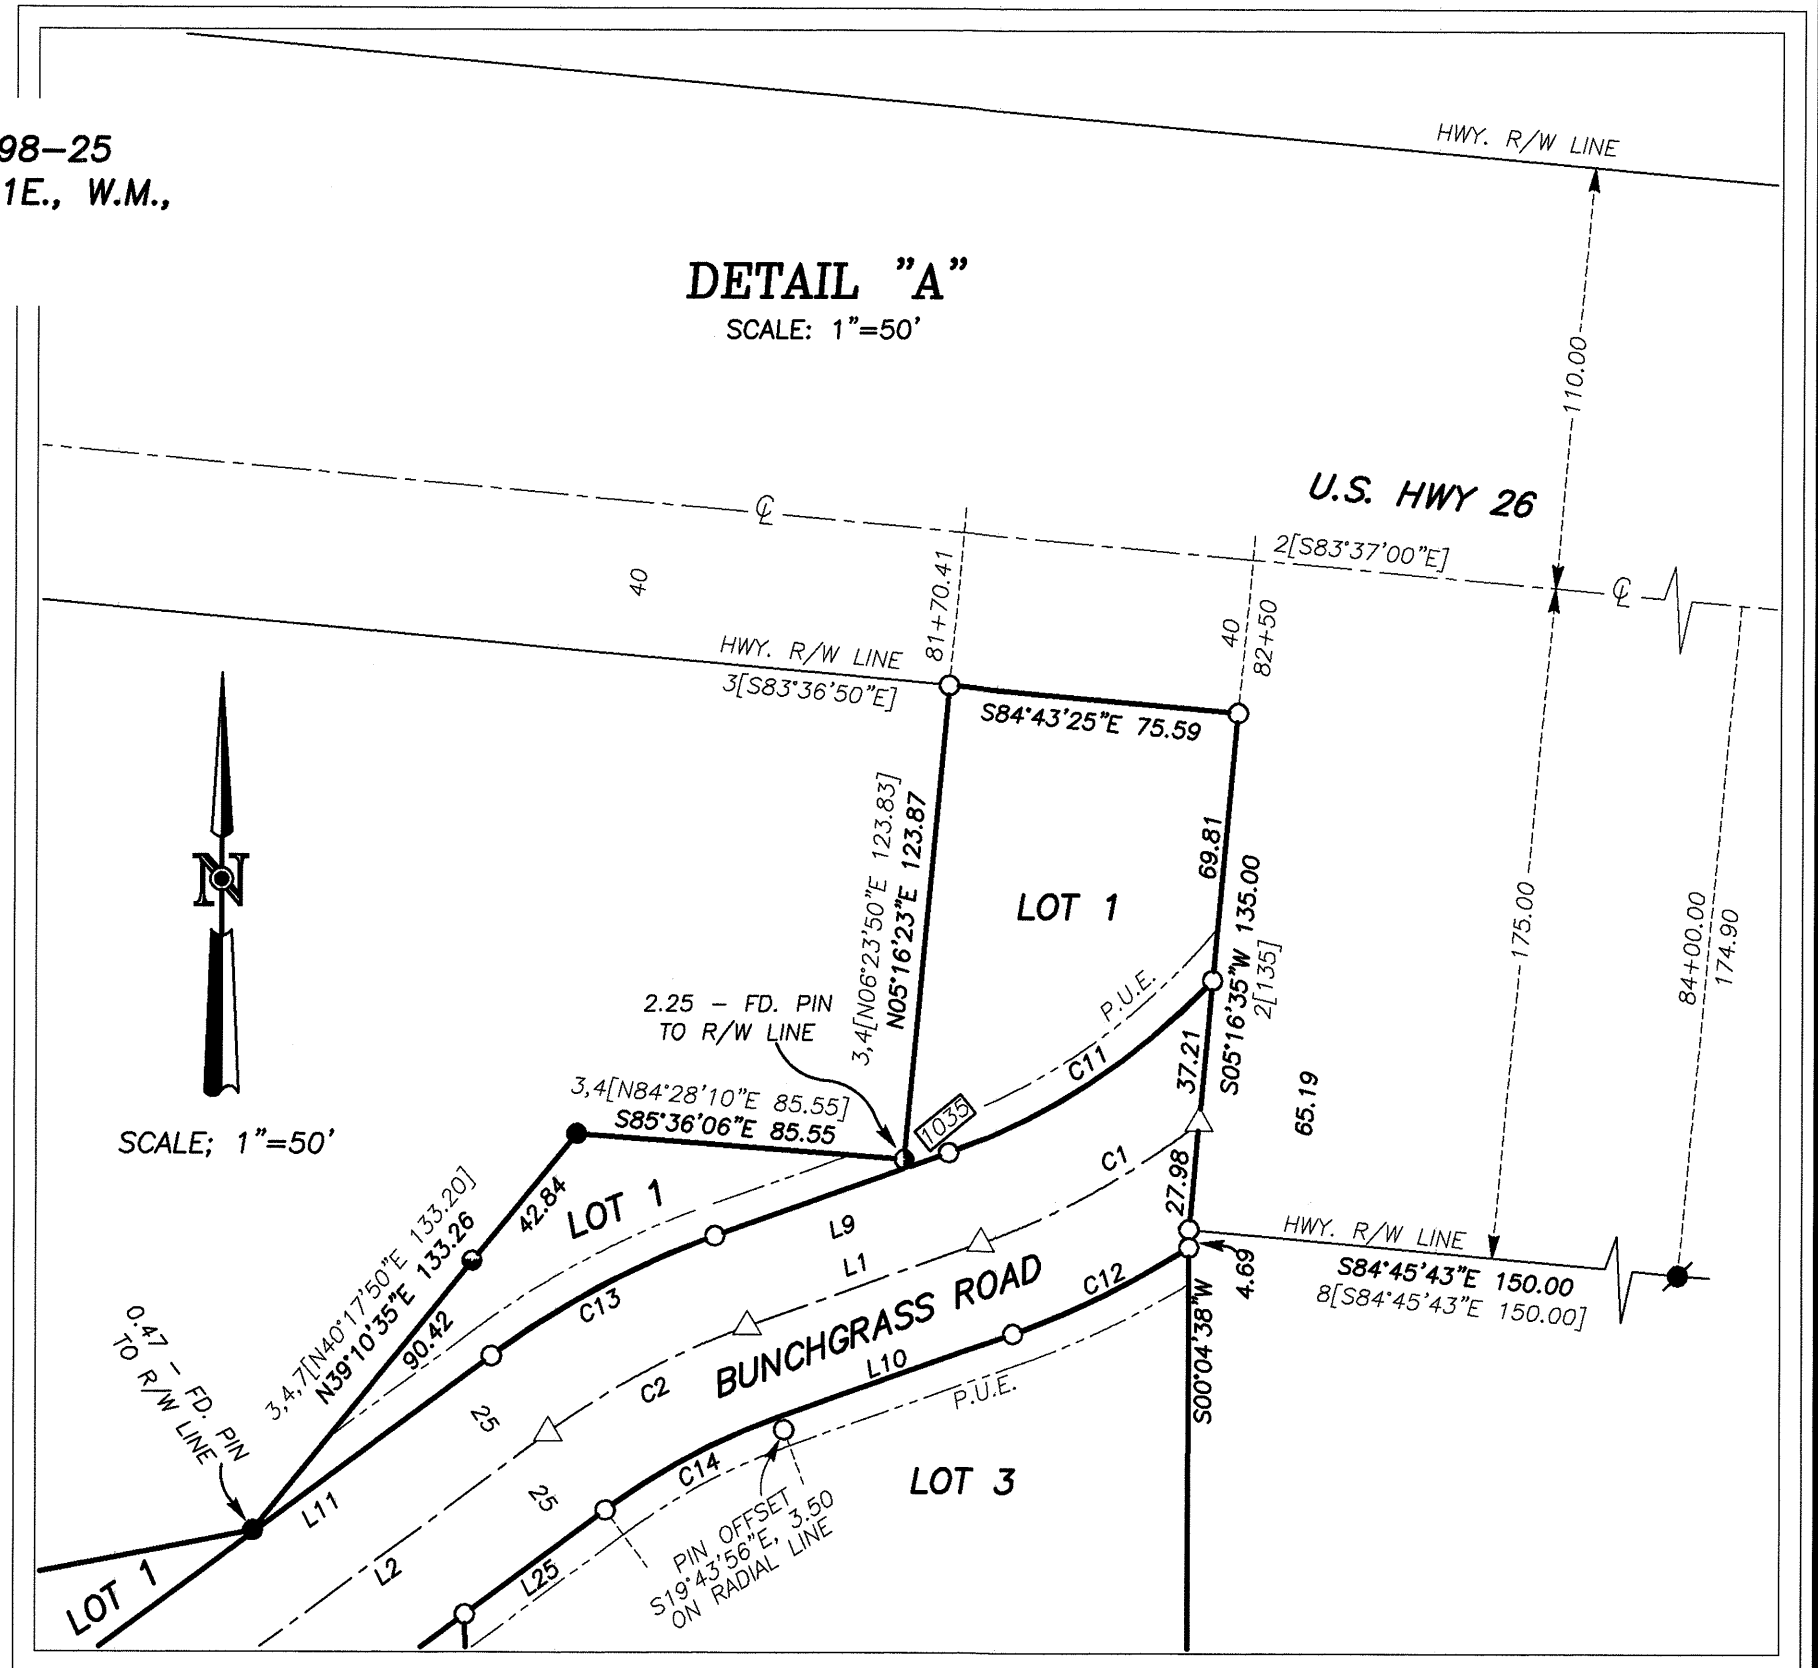 98-25
1E., W.M.,
HWY. R/W LINE
DETAIL "A"
SCALE: 1"=50'
110.00
U.S. HWY 26
℄
2[S83°37'00"E]
℄
40
81+70.41
40
82+50
HWY. R/W LINE
3[S83°36'50"E]
S84°43'25"E 75.59
3,4[N06°23'50"E 123.83]
N05°16'23"E 123.87
69.81
LOT 1
S05°16'35"W 135.00
2[135]
175.00
84+00.00
174.90
N
P.U.E.
2.25 - FD. PIN
TO R/W LINE
C11
37.21
3,4[N84°28'10"E 85.55]
S85°36'06"E 85.55
1035
65.19
SCALE; 1"=50'
C1
27.98
3,4,7[N40°17'50"E 133.20]
N39°10'35"E 133.26
42.84
LOT 1
L9
L1
HWY. R/W LINE
S84°45'43"E 150.00
8[S84°45'43"E 150.00]
4.69
C12
BUNCHGRASS ROAD
C13
S00°04'38"W
0.47 - FD. PIN
TO R/W LINE
90.42
C2
L10
P.U.E.
25
C14
LOT 3
25
L11
PIN OFFSET
S19°43'56"E, 3.50
ON RADIAL LINE
L2
L25
LOT 1